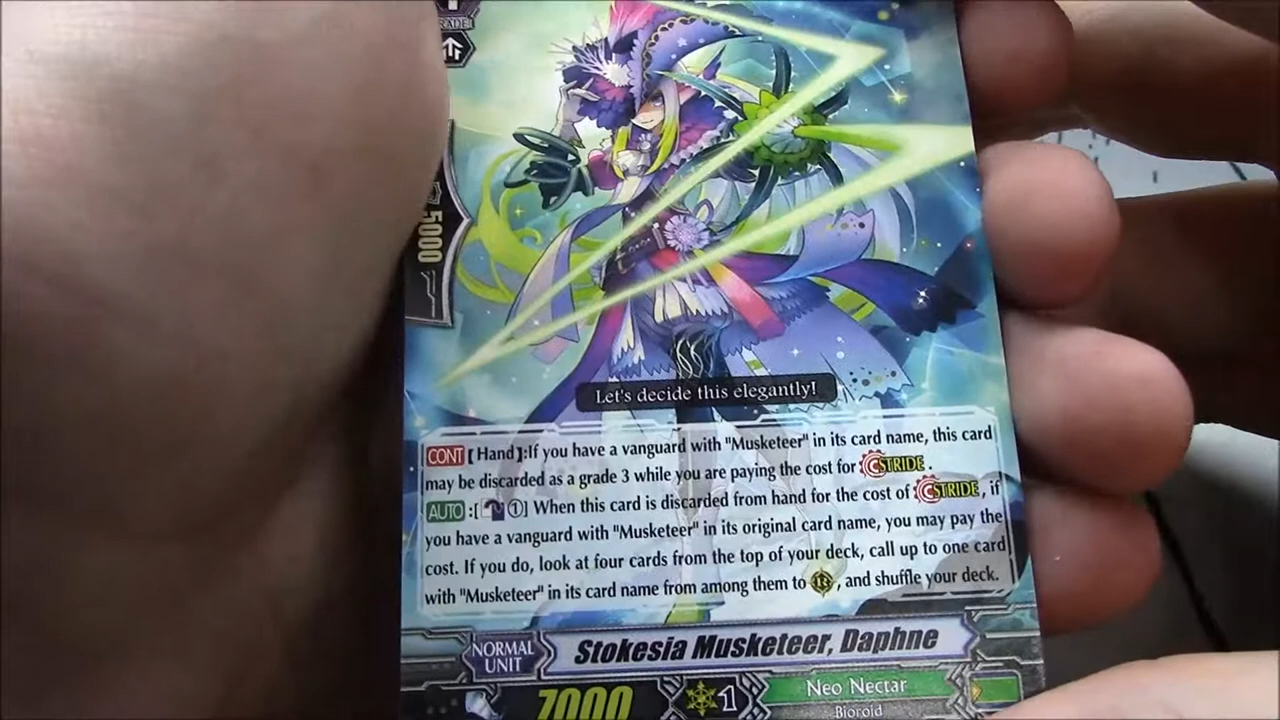 GRADE
5000
Let's decide this elegantly!
CONT [Hand]:If you have a vanguard with "Musketeer" in its card name, this card
may be discarded as a grade 3 while you are paying the cost for STRIDE.
AUTO:[①] When this card is discarded from hand for the cost of STRIDE, if
you have a vanguard with "Musketeer" in its original card name, you may pay the
cost. If you do, look at four cards from the top of your deck, call up to one card
with "Musketeer" in its card name from among them to R, and shuffle your deck.
NORMAL
UNIT
Stokesia Musketeer, Daphne
7000
1
Neo Nectar
Bioroid